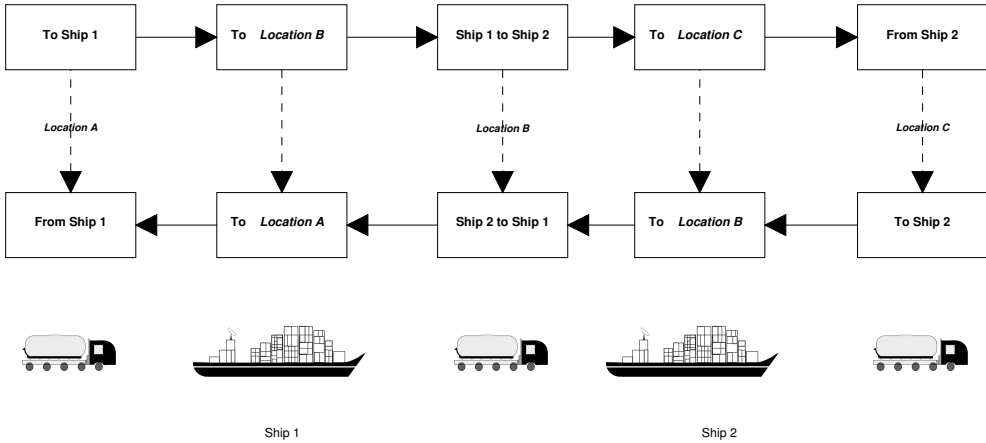 To Ship 1
To Location B
Ship 1 to Ship 2
To Location C
From Ship 2
Location A
Location B
Location C
From Ship 1
To Location A
Ship 2 to Ship 1
To Location B
To Ship 2
Ship 1
Ship 2